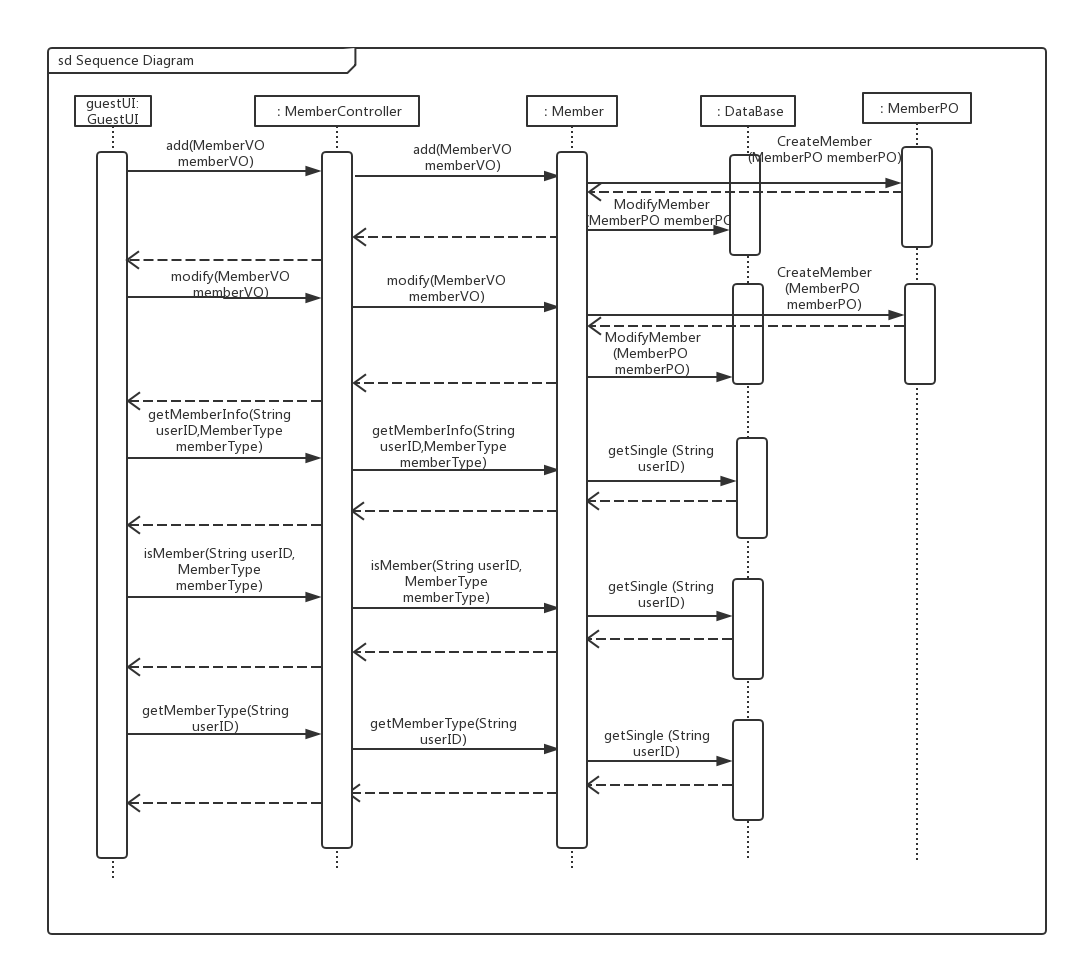 sd Sequence Diagram
guestUI:
GuestUI
: MemberController
: Member
: DataBase
: MemberPO
add(MemberVO
memberVO)
add(MemberVO
memberVO)
CreateMember
(MemberPO memberPO)
ModifyMember
(MemberPO memberPO
modify(MemberVO
memberVO)
modify(MemberVO
memberVO)
CreateMember
(MemberPO
memberPO)
ModifyMember
(MemberPO
memberPO)
getMemberInfo(String
userID,MemberType
memberType)
getMemberInfo(String
userID,MemberType
memberType)
getSingle (String
userID)
isMember(String userID,
MemberType
memberType)
isMember(String userID,
MemberType
memberType)
getSingle (String
userID)
getMemberType(String
userID)
getMemberType(String
userID)
getSingle (String
userID)